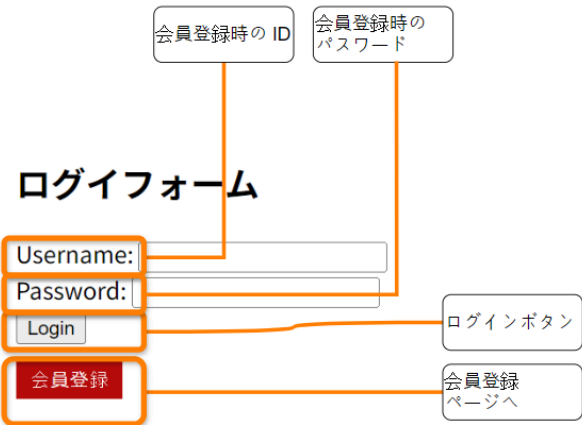 会員登録時の ID
会員登録時の
パスワード
ログイフォーム
Username:
Password:
Login
ログインボタン
会員登録
会員登録
ページへ